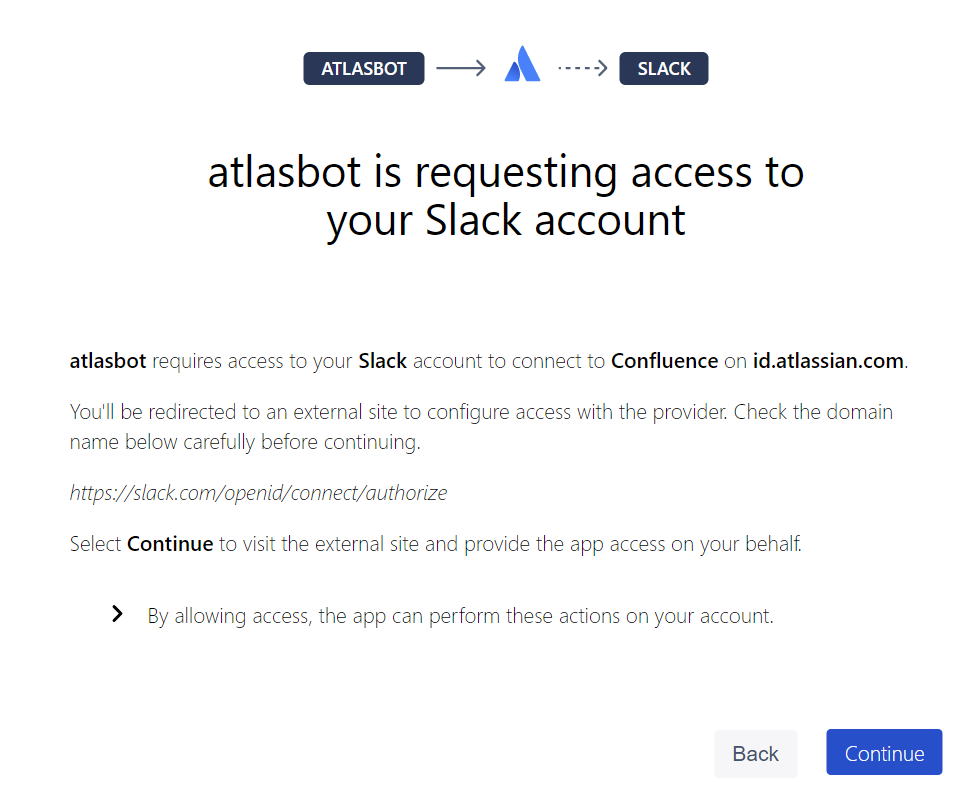 ATLASBOT SLACK
atlasbot is requesting access to
your Slack account
atlasbot requires access to your Slack account to connect to Confluence on id.atlassian.com.
You'll be redirected to an external site to configure access with the provider. Check the domain
name below carefully before continuing.
https://slack.com/openid/connect/authorize
Select Continue to visit the external site and provide the app access on your behalf.
By allowing access, the app can perform these actions on your account.
Back Continue